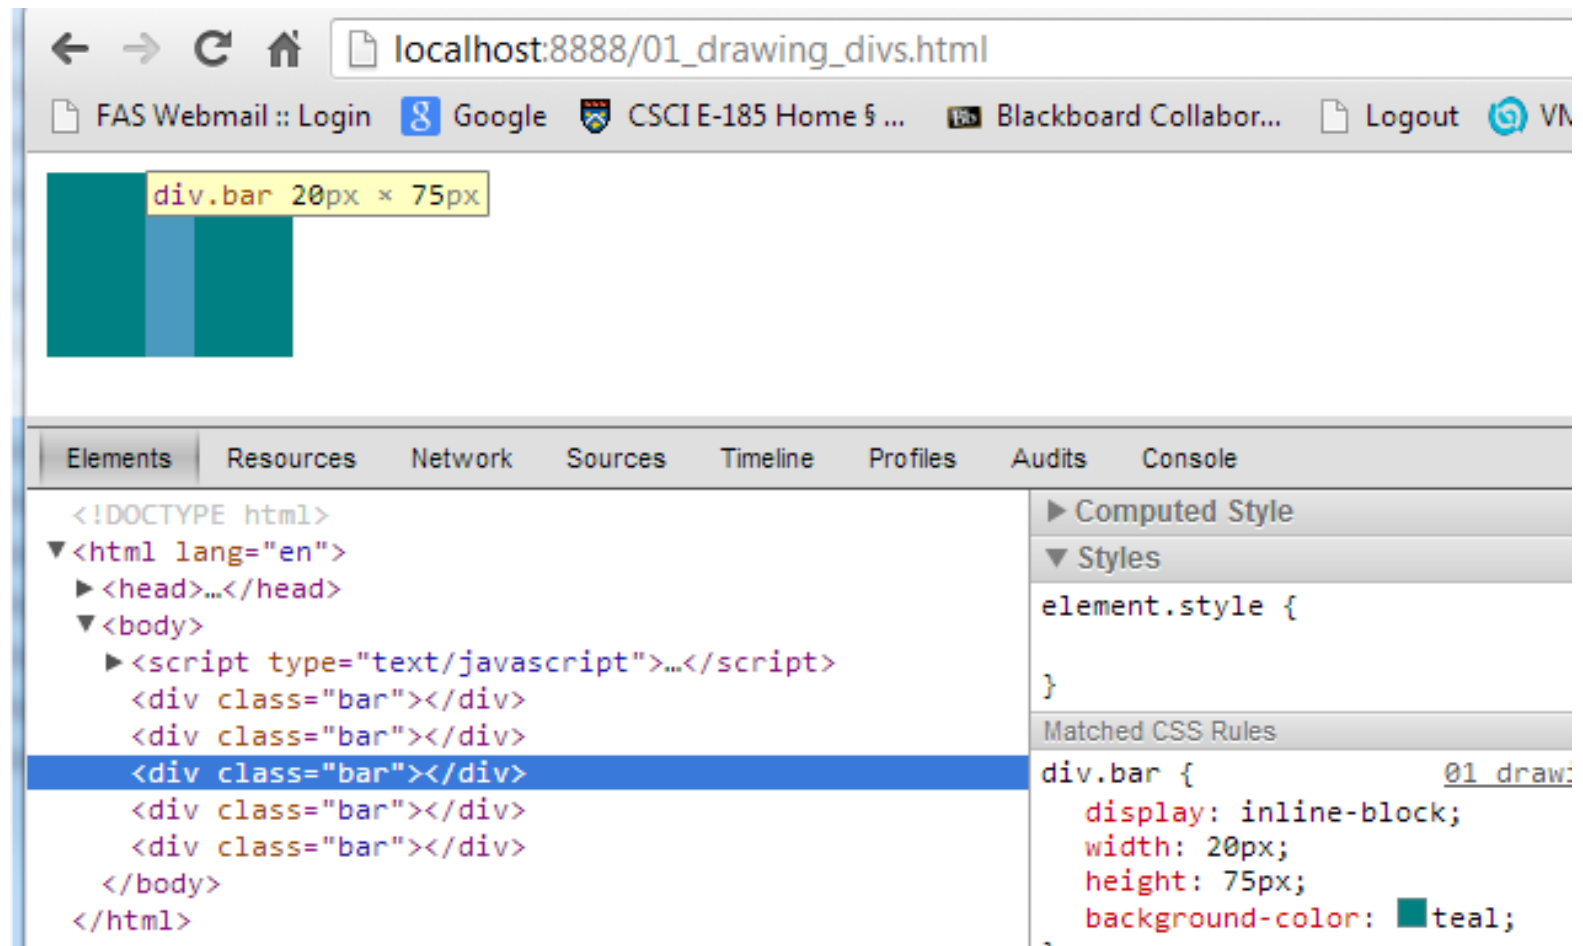 localhost:8888/01_drawing_divs.html
FAS Webmail :: Login Google CSCI E-185 Home § ... Blackboard Collabor... Logout
div.bar 20px × 75px
Elements Resources Network Sources Timeline Profiles Audits Console
<!DOCTYPE html>
<html lang="en">
<head>…</head>
<body>
<script type="text/javascript">…</script>
<div class="bar"></div>
<div class="bar"></div>
<div class="bar"></div>
<div class="bar"></div>
<div class="bar"></div>
</body>
</html>
Computed Style
Styles
element.style {
}
Matched CSS Rules
div.bar { 01_draw
display: inline-block;
width: 20px;
height: 75px;
background-color: teal;